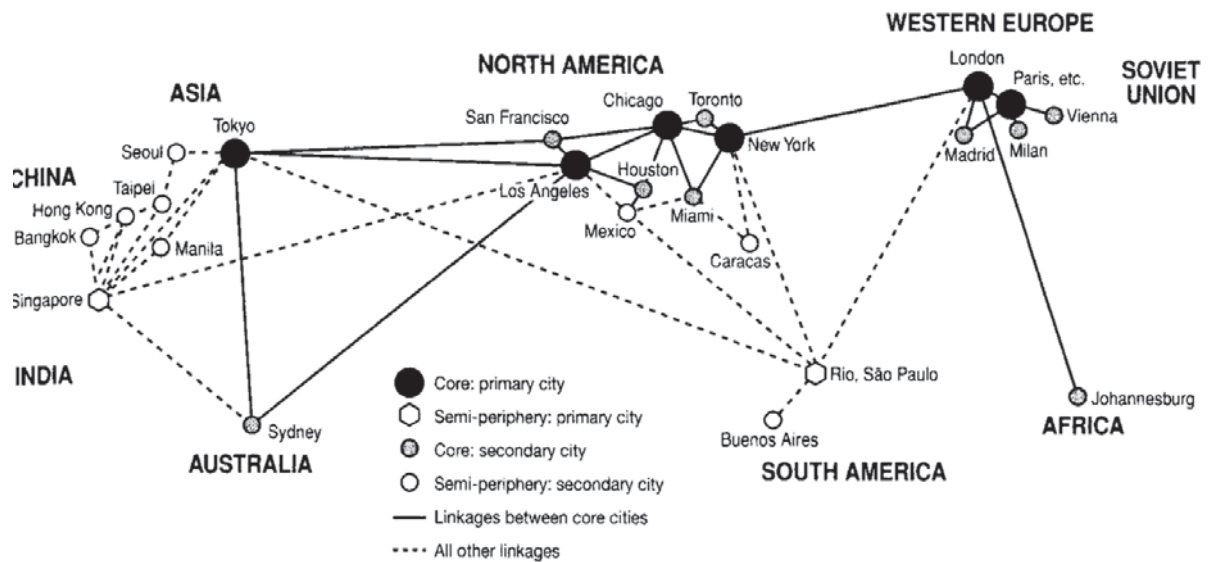 WESTERN EUROPE
London
Paris, etc.
SOVIET
UNION
NORTH AMERICA
Chicago
Toronto
San Francisco
ASIA
Tokyo
New York
Vienna
Madrid
Milan
Seoul
Houston
Los Angeles
CHINA
Taipei
Hong Kong
Bangkok
Manila
Mexico
Miami
Caracas
Singapore
INDIA
Rio, São Paulo
Johannesburg
AFRICA
Buenos Aires
SOUTH AMERICA
Sydney
AUSTRALIA
Core: primary city
Semi-periphery: primary city
Core: secondary city
Semi-periphery: secondary city
Linkages between core cities
All other linkages